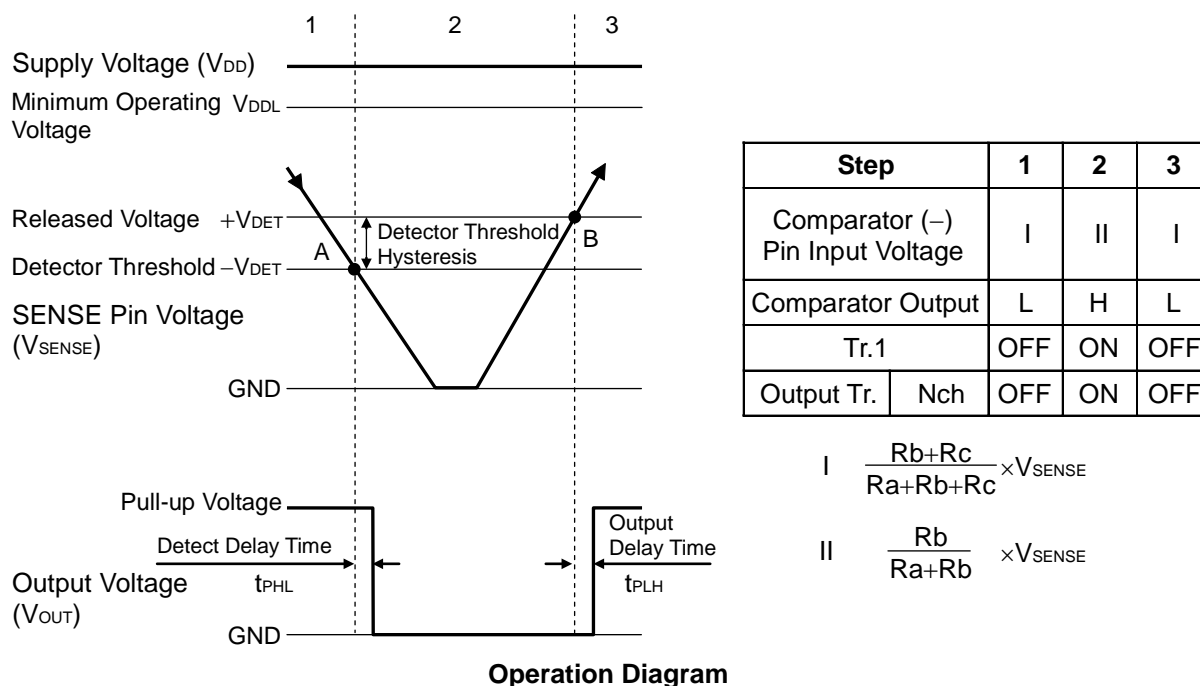 1 2 3
Supply Voltage (VDD)
Minimum Operating VDDL
Voltage
Released Voltage +VDET
Detector Threshold
Hysteresis
A
B
Detector Threshold −VDET
SENSE Pin Voltage
(VSENSE)
GND
Pull-up Voltage
Detect Delay Time
tPHL
Output
Delay Time
tPLH
Output Voltage
(VOUT)
GND
Step 1 2 3
Comparator (−)
Pin Input Voltage
I II I
Comparator Output L H L
Tr.1 OFF ON OFF
Output Tr. Nch OFF ON OFF
I Rb+Rc
Ra+Rb+Rc
×VSENSE
II Rb
Ra+Rb
×VSENSE
Operation Diagram